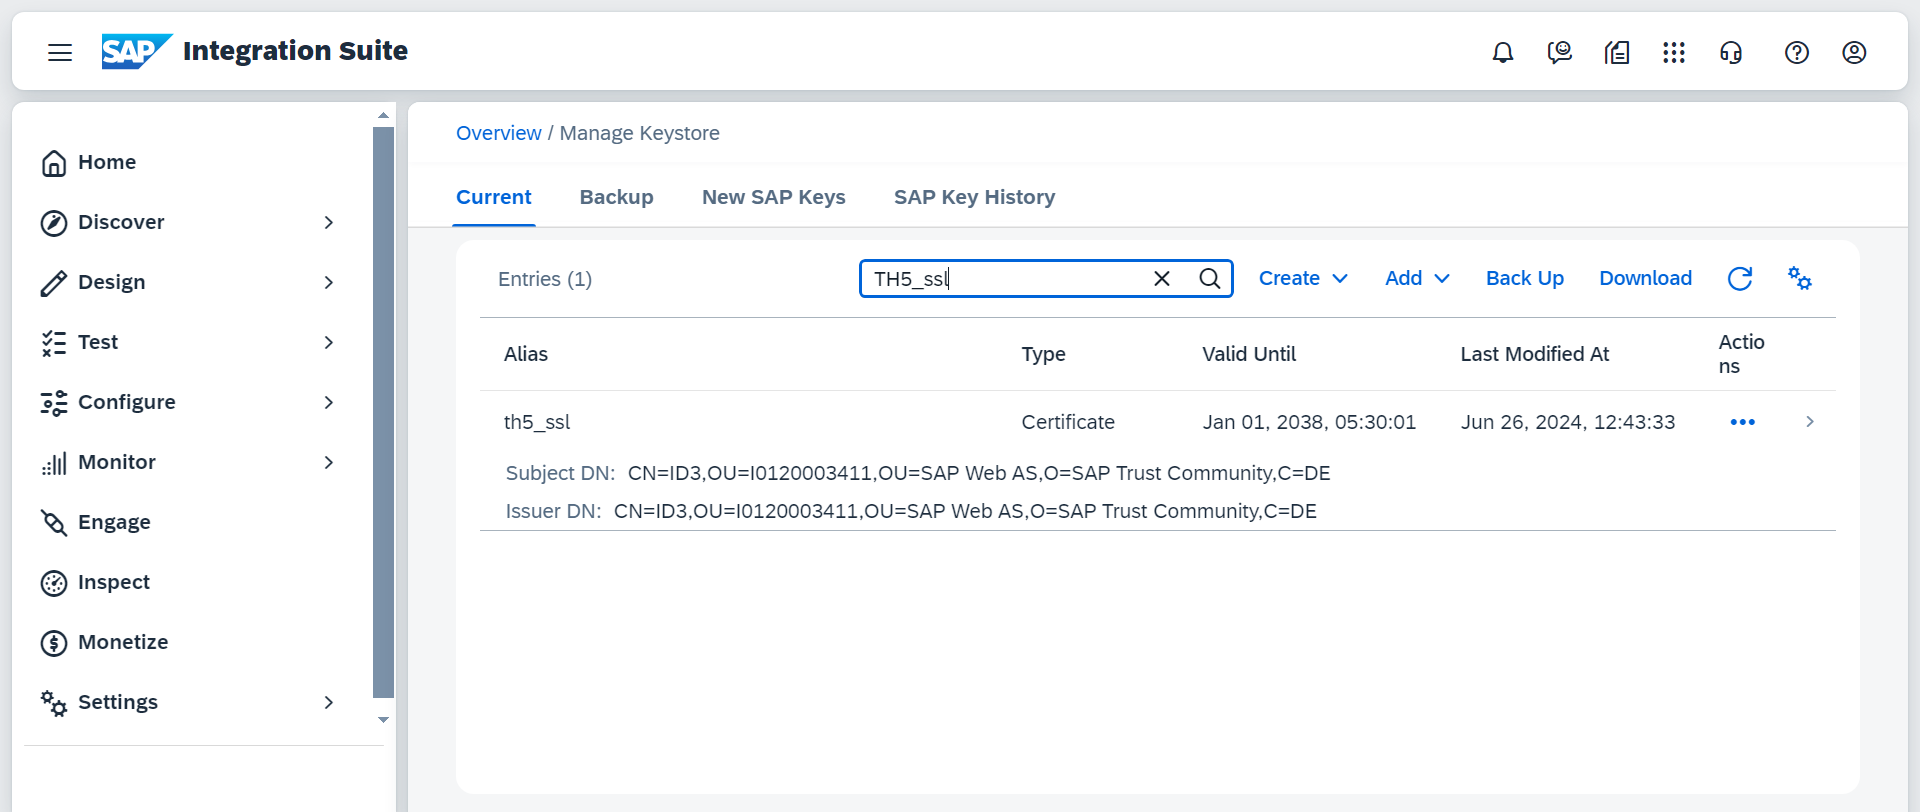 SAP Integration Suite
Home
Discover
Design
Test
Configure
Monitor
Engage
Inspect
Monetize
Settings
Overview / Manage Keystore
Current Backup New SAP Keys SAP Key History
Entries (1) TH5_ssl Create Add Back Up Download
Alias Type Valid Until Last Modified At Actio
ns
th5_ssl Certificate Jan 01, 2038, 05:30:01 Jun 26, 2024, 12:43:33
Subject DN: CN=ID3,OU=I0120003411,OU=SAP Web AS,O=SAP Trust Community,C=DE
Issuer DN: CN=ID3,OU=I0120003411,OU=SAP Web AS,O=SAP Trust Community,C=DE